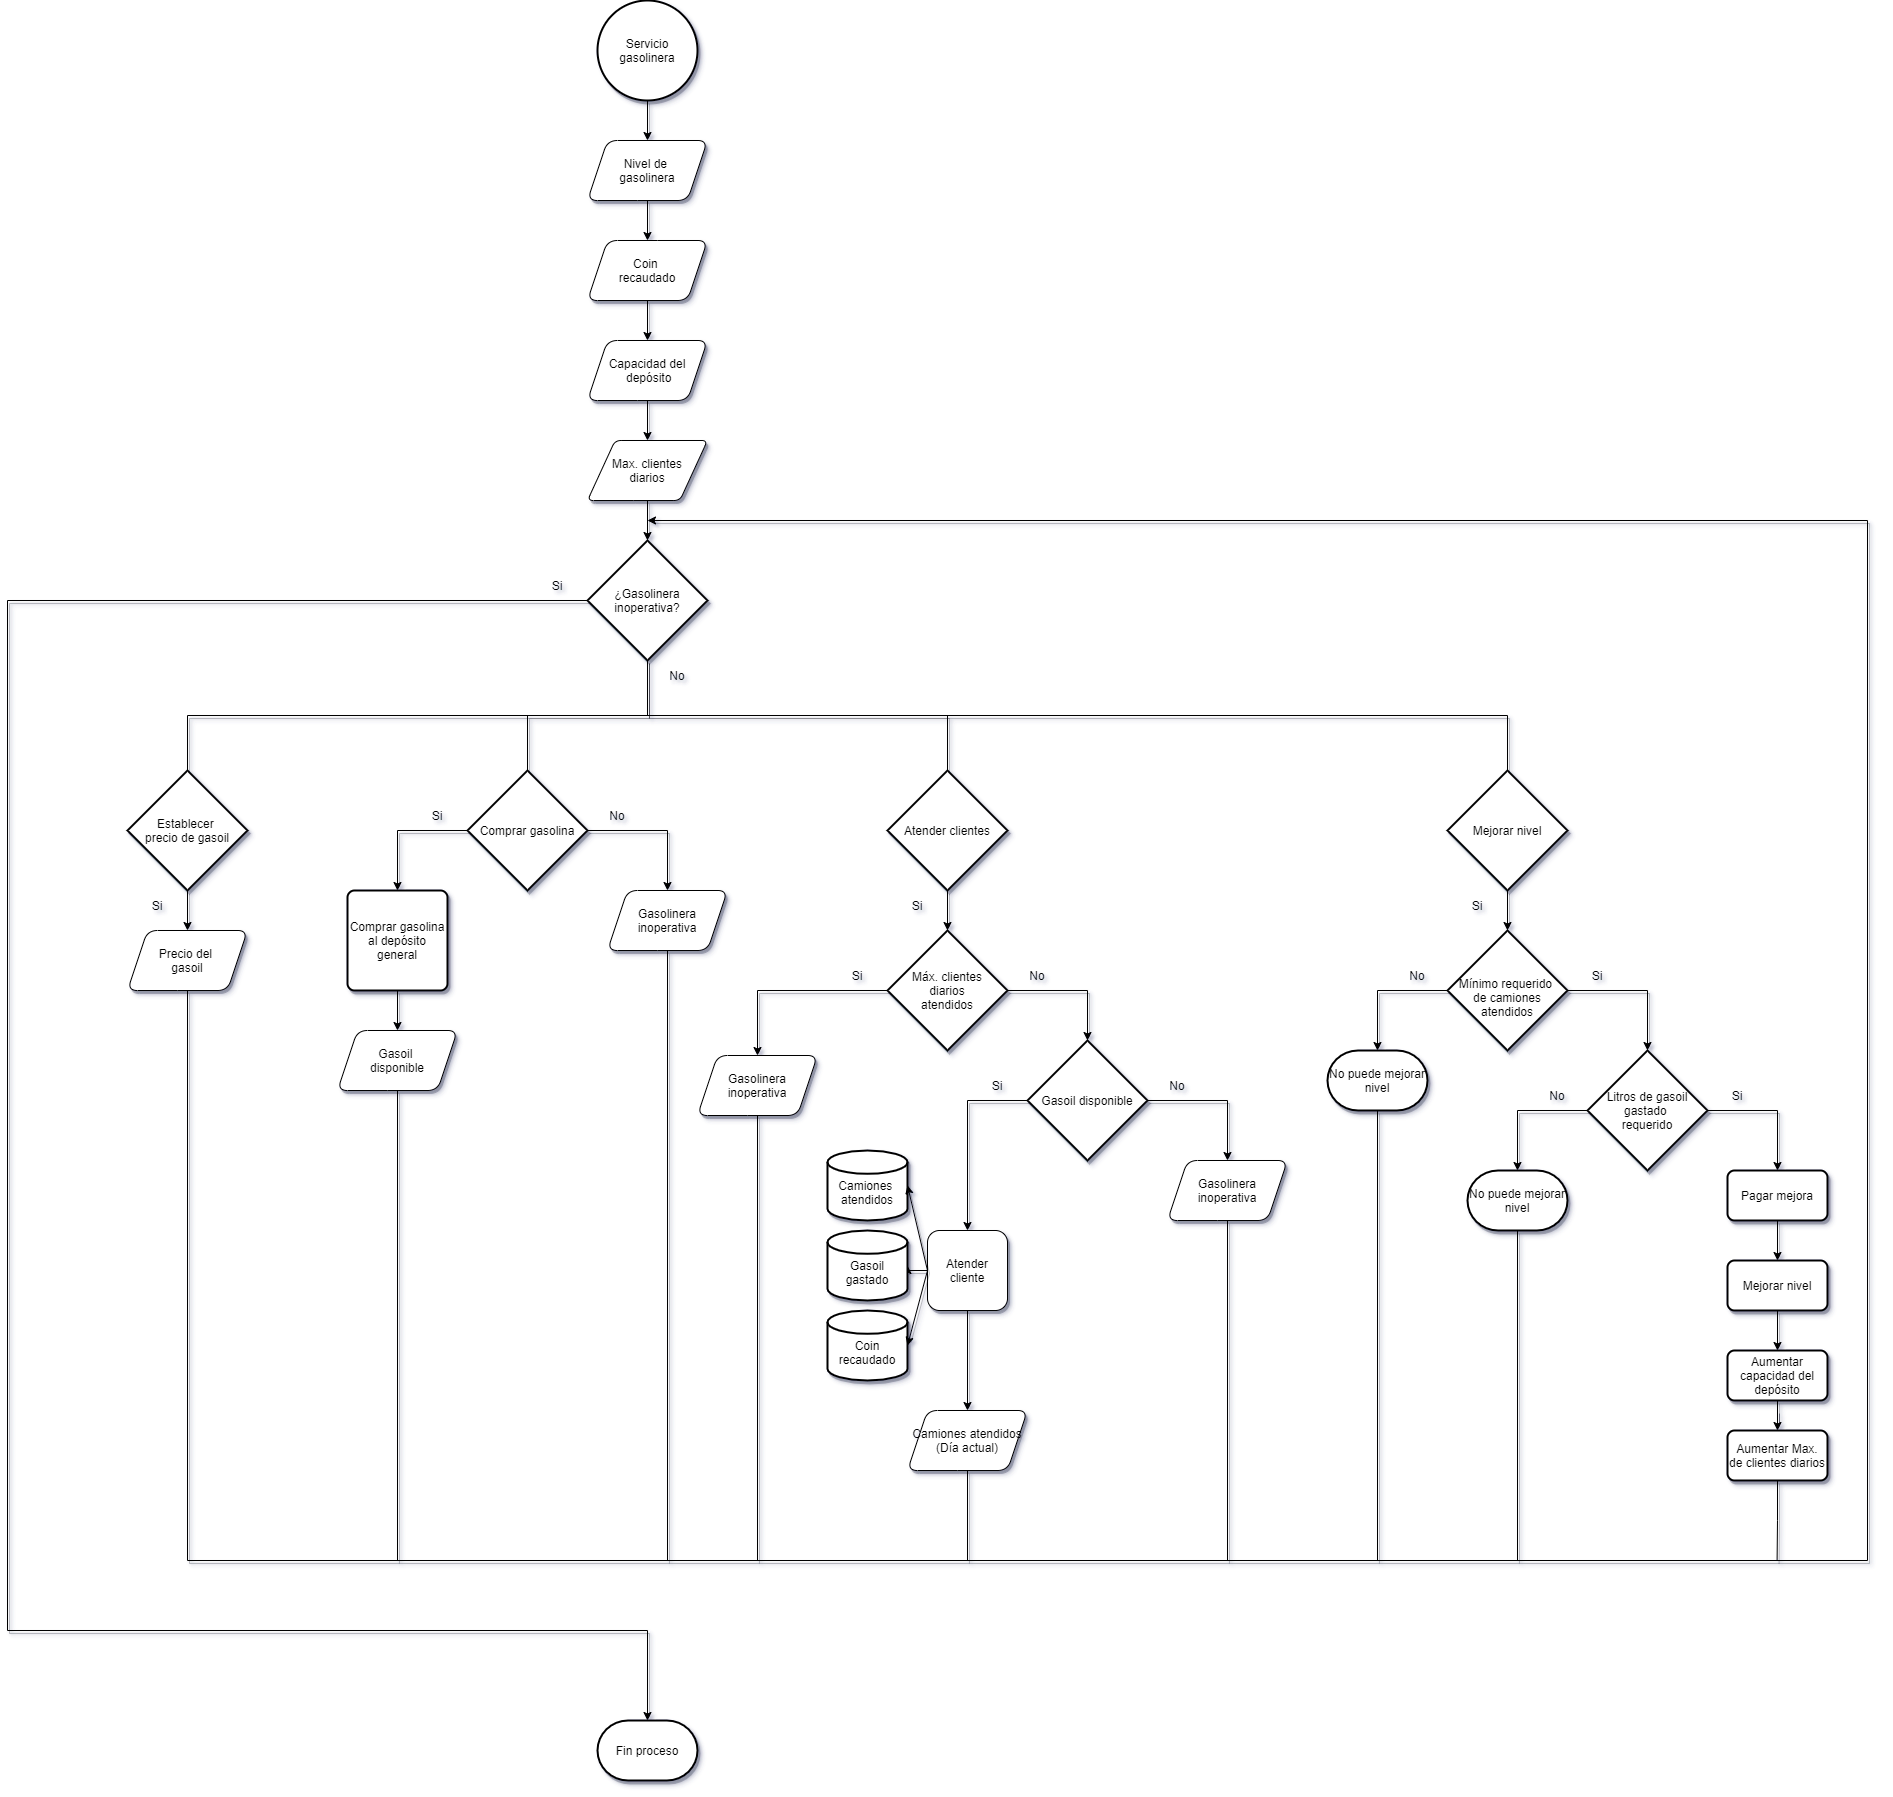 Servicio
gasolinera
Nivel de
gasolinera
Coin
recaudado
Capacidad del
depósito
Max. clientes
diarios
Si
¿Gasolinera
inoperativa?
No
Establecer
precio de gasoil
Si
Comprar gasolina
No
Atender clientes
Mejorar nivel
Si
Precio del
gasoil
Comprar gasolina
al depósito
general
Gasolinera
inoperativa
Si
Si
Gasoil
disponible
Si
Máx. clientes
diarios
atendidos
No
No
Mínimo requerido
de camiones
atendidos
Si
Gasolinera
inoperativa
Si
Gasoil disponible
No
No puede mejorar
nivel
No
Litros de gasoil
gastado
requerido
Si
Camiones
atendidos
Gasolinera
inoperativa
No puede mejorar
nivel
Pagar mejora
Gasoil
gastado
Atender
cliente
Mejorar nivel
Coin
recaudado
Aumentar
capacidad del
depósito
Camiones atendidos
(Día actual)
Aumentar Max.
de clientes diarios
Fin proceso